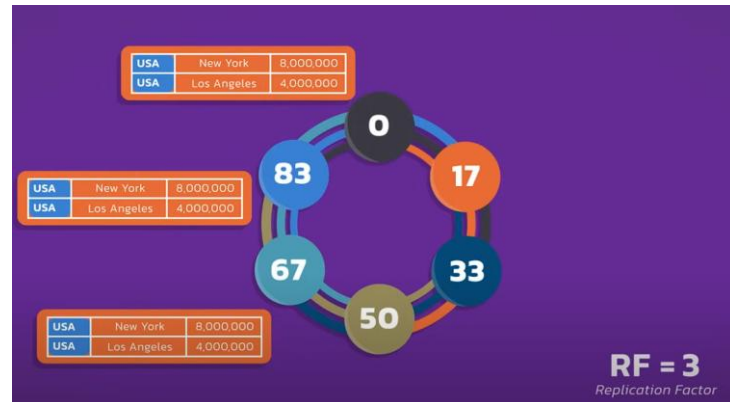 USA New York 8,000,000
USA Los Angeles 4,000,000
0
83
17
USA New York 8,000,000
USA Los Angeles 4,000,000
67
33
50
USA New York 8,000,000
USA Los Angeles 4,000,000
RF = 3
Replication Factor